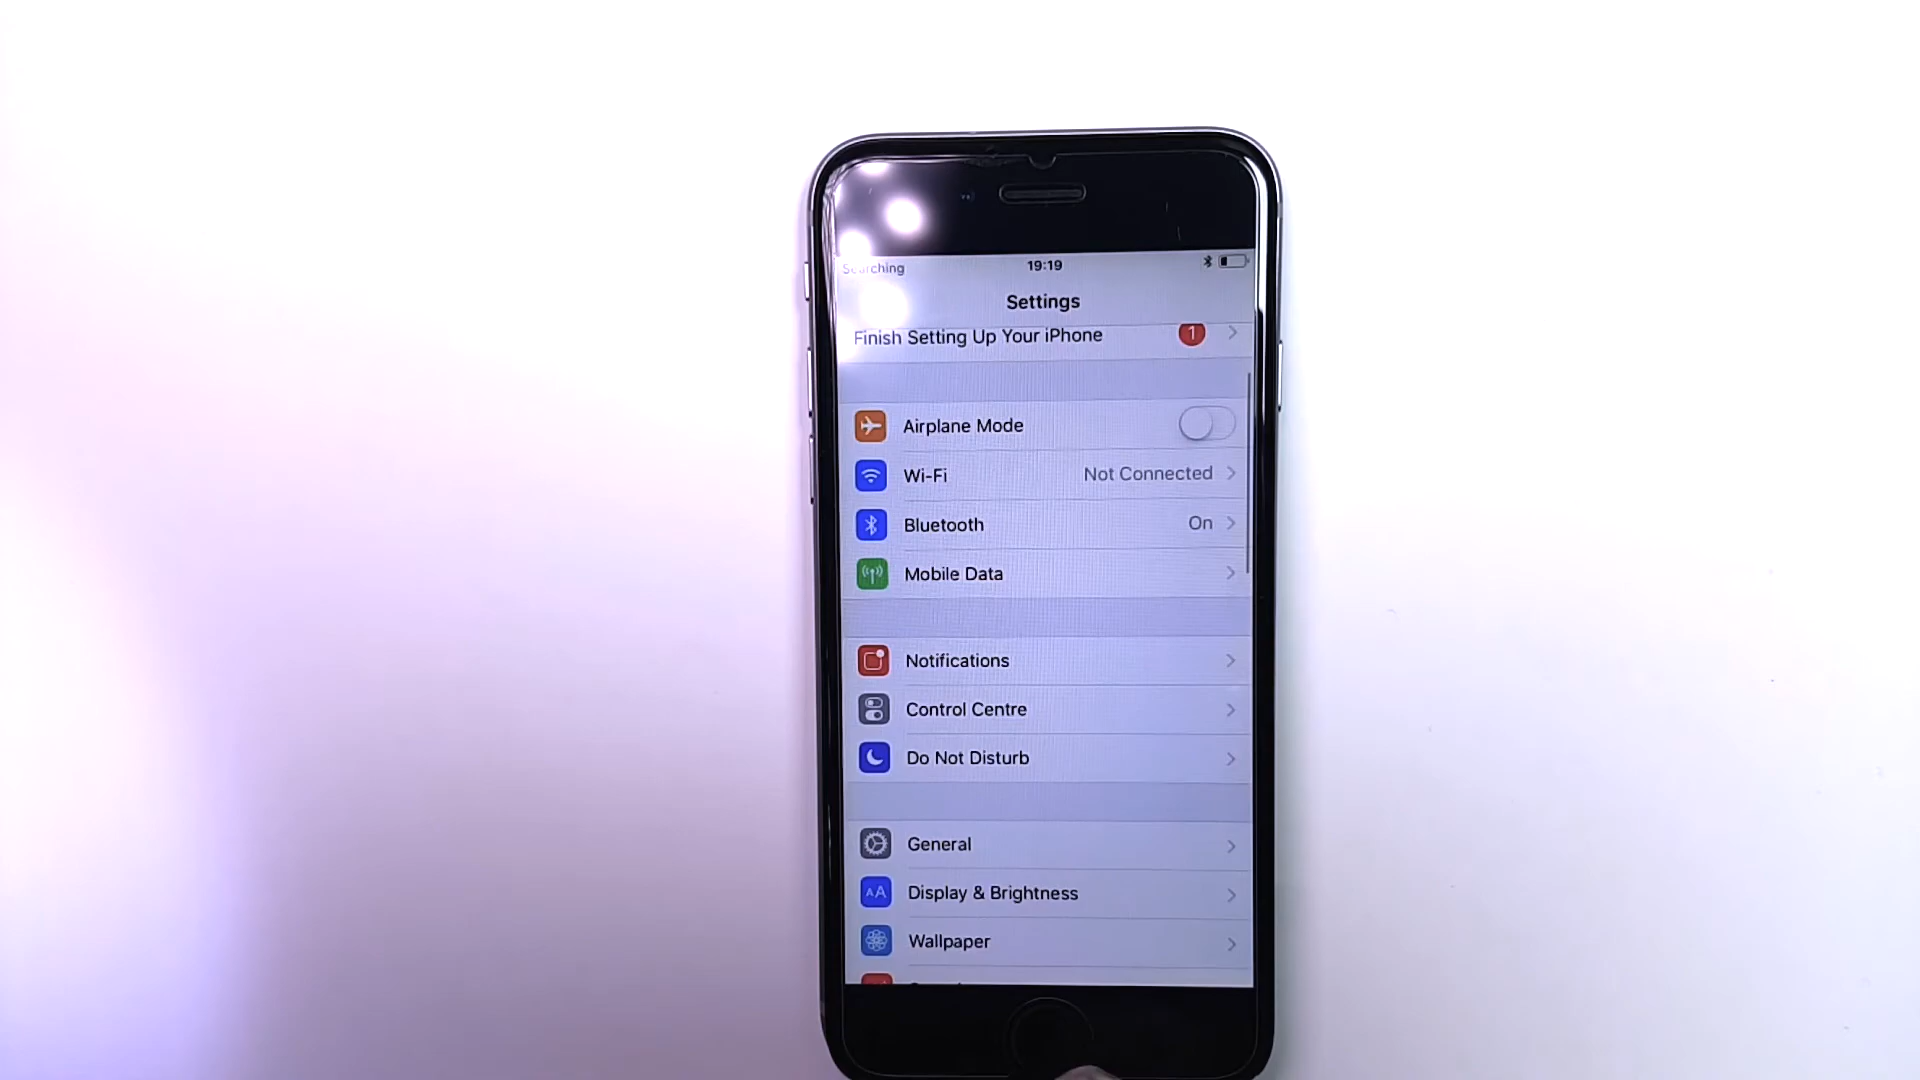 Searching 19:19
Settings
Finish Setting Up Your iPhone 1
Airplane Mode
Wi-Fi Not Connected
Bluetooth On
Mobile Data
Notifications
Control Centre
Do Not Disturb
General
AA Display & Brightness
Wallpaper